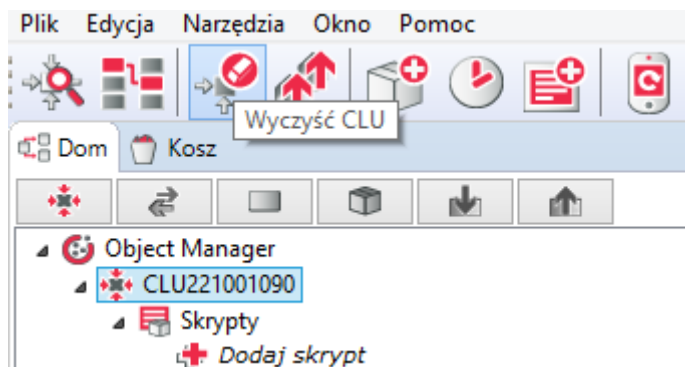 Plik Edycja Narzędzia Okno Pomoc
Wyczyść CLU
Dom Kosz
Object Manager
CLU221001090
Skrypty
Dodaj skrypt